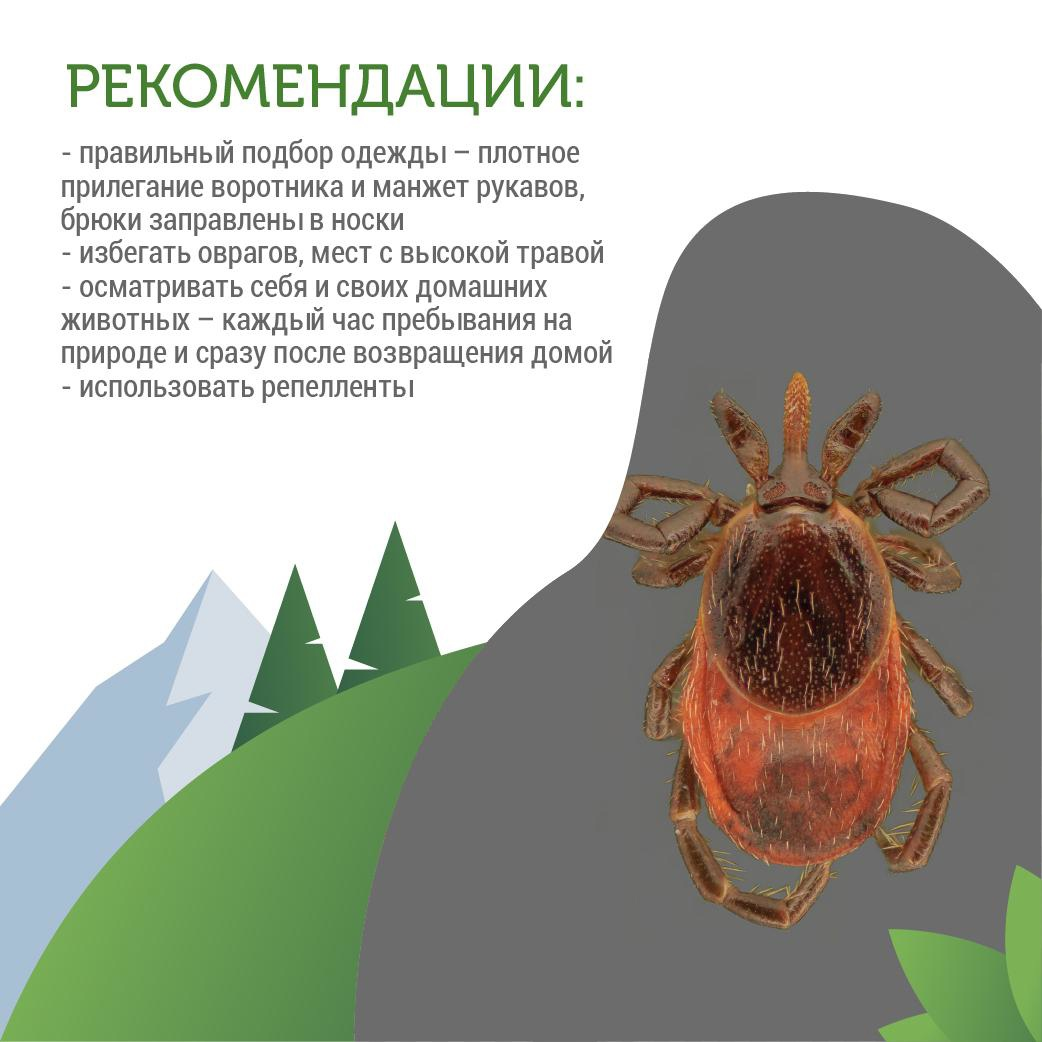 РЕКОМЕНДАЦИИ:
- правильный подбор одежды – плотное
прилегание воротника и манжет рукавов,
брюки заправлены в носки
- избегать оврагов, мест с высокой травой
- осматривать себя и своих домашних
животных – каждый час пребывания на
природе и сразу после возвращения домой
- использовать репелленты